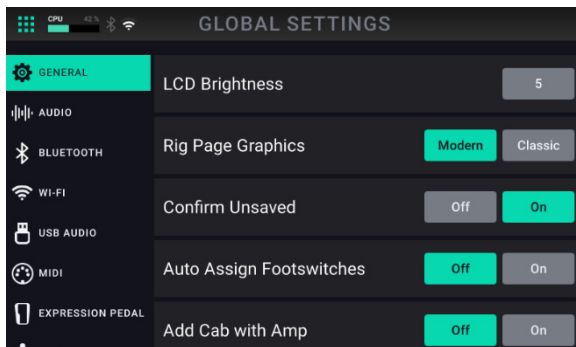 CPU 42 % GLOBAL SETTINGS
GENERAL
LCD Brightness 5
AUDIO
Rig Page Graphics Modern Classic
BLUETOOTH
WI-FI
Confirm Unsaved Off On
USB AUDIO
MIDI
Auto Assign Footswitches Off On
EXPRESSION PEDAL
Add Cab with Amp Off On